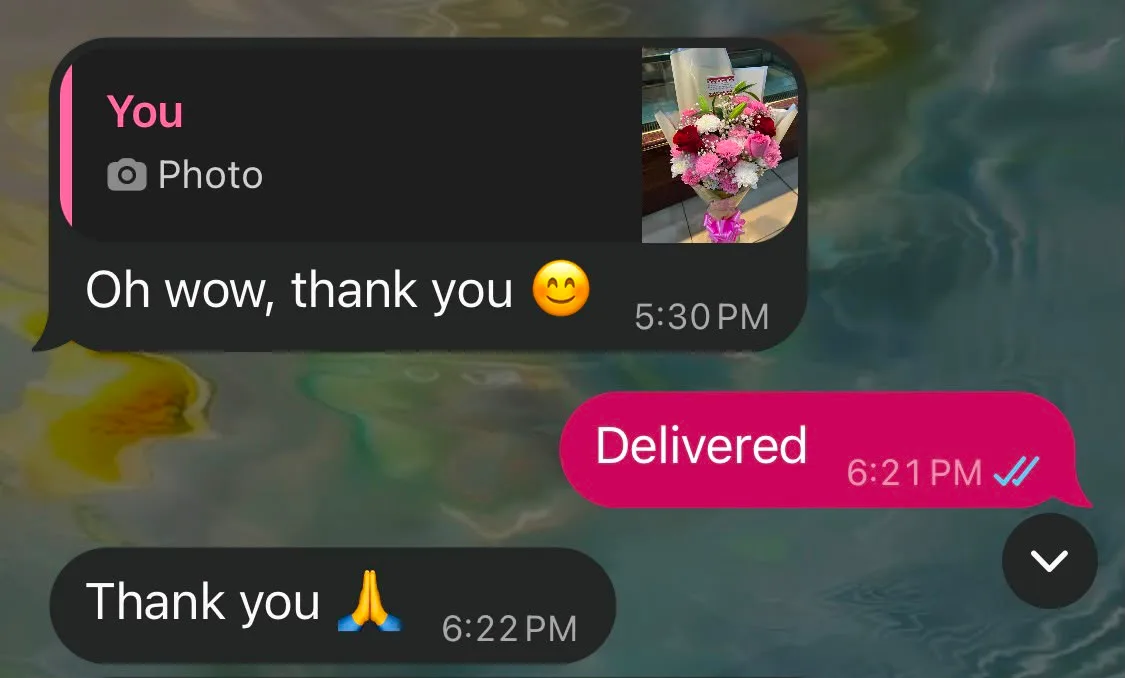 You
Photo
Oh wow, thank you 😊
5:30 PM
Delivered
6:21 PM
Thank you 🙏
6:22 PM